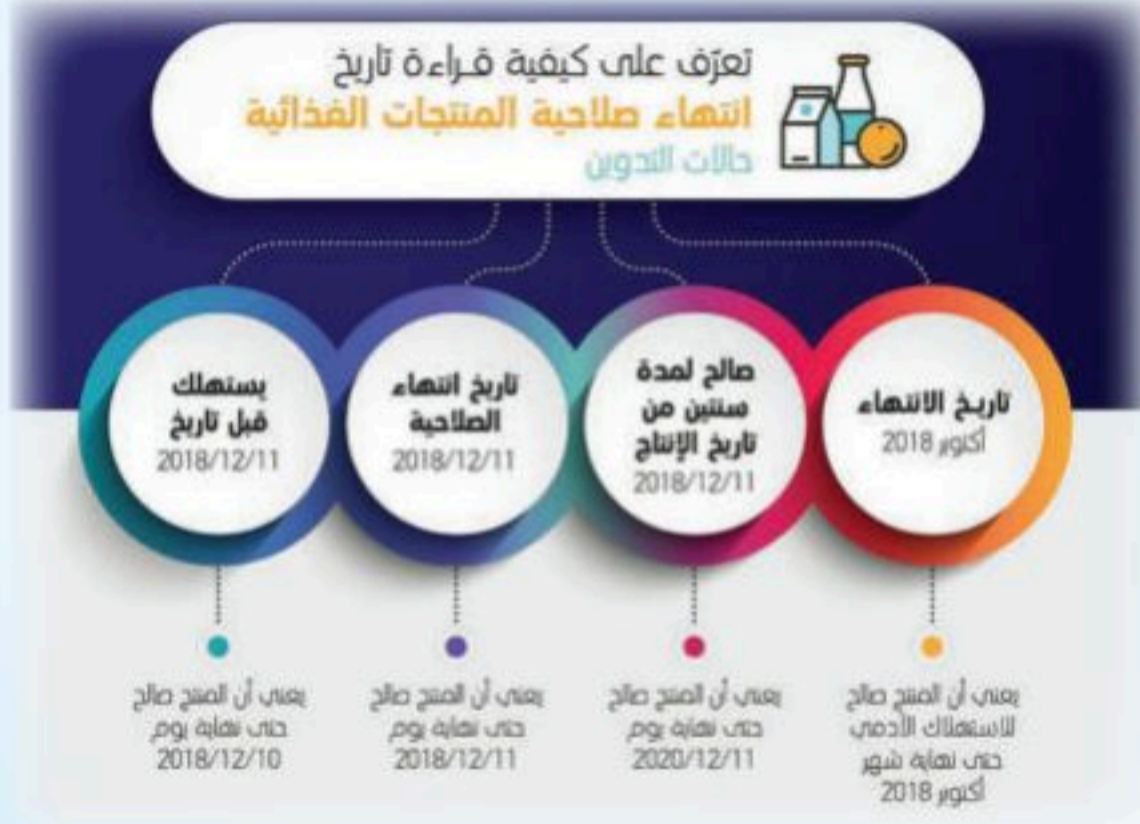 تعرّف على كيفية قراءة تاريخ
انتهاء صلاحية المنتجات الغذائية
حالات التدوين
تاريخ الانتهاء
أكتوبر 2018
صالح لمدة
سنتين من
تاريخ الإنتاج
2018/12/11
تاريخ انتهاء
الصلاحية
2018/12/11
يستهلك
قبل تاريخ
2018/12/11
يعني أن المنتج صالح
للاستهلاك الآدمي
حتى نهاية شهر
أكتوبر 2018
يعني أن المنتج صالح
حتى نهاية يوم
2020/12/11
يعني أن المنتج صالح
حتى نهاية يوم
2018/12/11
يعني أن المنتج صالح
حتى نهاية يوم
2018/12/10